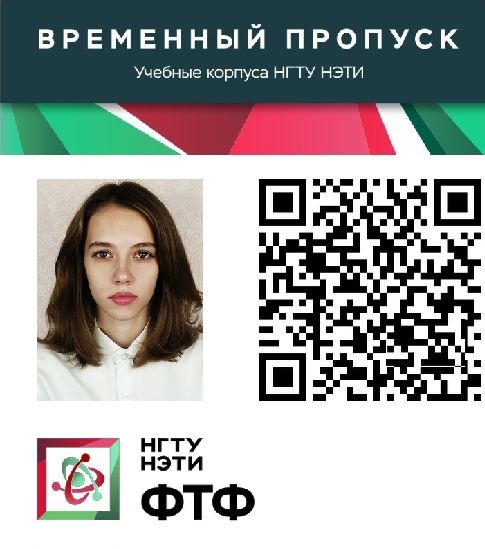 ВРЕМЕННЫЙ ПРОПУСК
Учебные корпуса НГТУ НЭТИ
НГТУ
НЭТИ
ФТФ